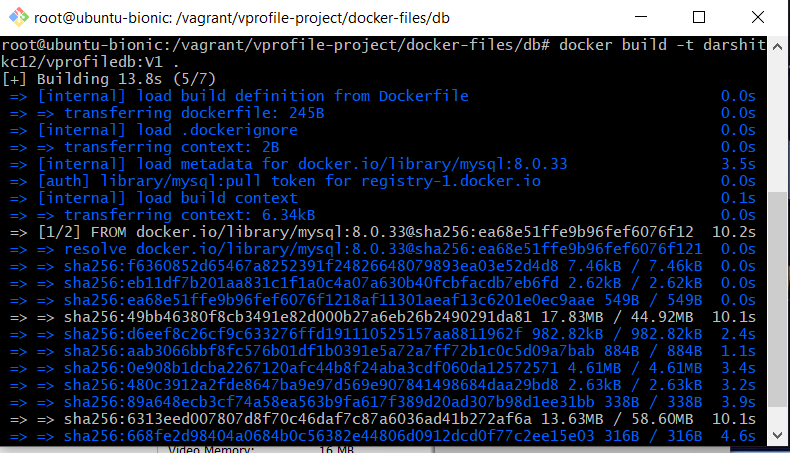 root@ubuntu-bionic: /vagrant/vprofile-project/docker-files/db
root@ubuntu-bionic:/vagrant/vprofile-project/docker-files/db# docker build -t darshit
kc12/vprofiledb:V1 .
[+] Building 13.8s (5/7)
=> [internal] load build definition from Dockerfile 0.0s
=> => transferring dockerfile: 245B 0.0s
=> [internal] load .dockerignore 0.0s
=> => transferring context: 2B 0.0s
=> [internal] load metadata for docker.io/library/mysql:8.0.33 3.5s
=> [auth] library/mysql:pull token for registry-1.docker.io 0.0s
=> [internal] load build context 0.1s
=> => transferring context: 6.34kB 0.0s
=> [1/2] FROM docker.io/library/mysql:8.0.33@sha256:ea68e51ffe9b96fef6076f12 10.2s
=> => resolve docker.io/library/mysql:8.0.33@sha256:ea68e51ffe9b96fef6076f121 0.0s
=> => sha256:f6360852d65467a8252391f24826648079893ea03e52d4d8 7.46kB / 7.46kB 0.0s
=> => sha256:eb11df7b201aa831c1f1a0c4a07a630b40fcbfacdb7eb6fd 2.62kB / 2.62kB 0.0s
=> => sha256:ea68e51ffe9b96fef6076f1218af11301aeaf13c6201e0ec9aae 549B / 549B 0.0s
=> => sha256:49bb46380f8cb3491e82d000b27a6eb26b2490291da81 17.83MB / 44.92MB 10.1s
=> => sha256:d6eef8c26cf9c633276ffd191110525157aa8811962f 982.82kB / 982.82kB 2.4s
=> => sha256:aab3066bbf8fc576b01df1b0391e5a72a7ff72b1c0c5d09a7bab 884B / 884B 1.1s
=> => sha256:0e908b1dcba2267120afc44b8f24aba3cdf060da12572571 4.61MB / 4.61MB 3.4s
=> => sha256:480c3912a2fde8647ba9e97d569e907841498684daa29bd8 2.63kB / 2.63kB 3.2s
=> => sha256:89a648ecb3cf74a58ea563b9fa617f389d20ad307b98d1ee31bb 338B / 338B 3.9s
=> => sha256:6313eed007807d8f70c46daf7c87a6036ad41b272af6a 13.63MB / 58.60MB 10.1s
=> => sha256:668fe2d98404a0684b0c56382e44806d0912dcd0f77c2ee15e03 316B / 316B 4.6s
Video Memory: 16 MB